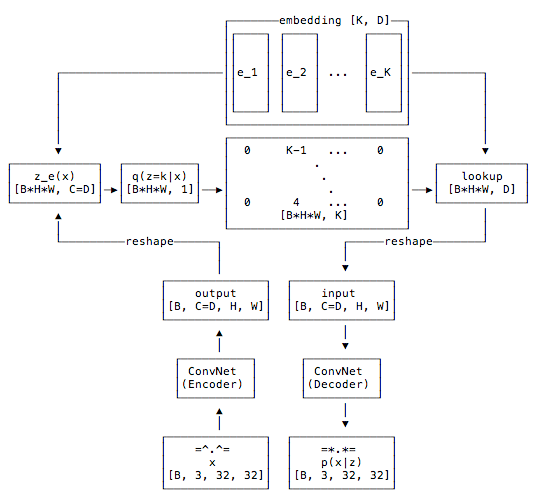 embedding [K, D]
e_1 e_2 ... e_K
0 K-1 ... 0
.
.
.
z_e(x) q(z=k|x) lookup
[B*H*W, C=D] [B*H*W, 1] [B*H*W, D]
0 4 ... 0
[B*H*W, K]
reshape reshape
output input
[B, C=D, H, W] [B, C=D, H, W]
ConvNet ConvNet
(Encoder) (Decoder)
=^.^= =*.*=
x p(x|z)
[B, 3, 32, 32] [B, 3, 32, 32]